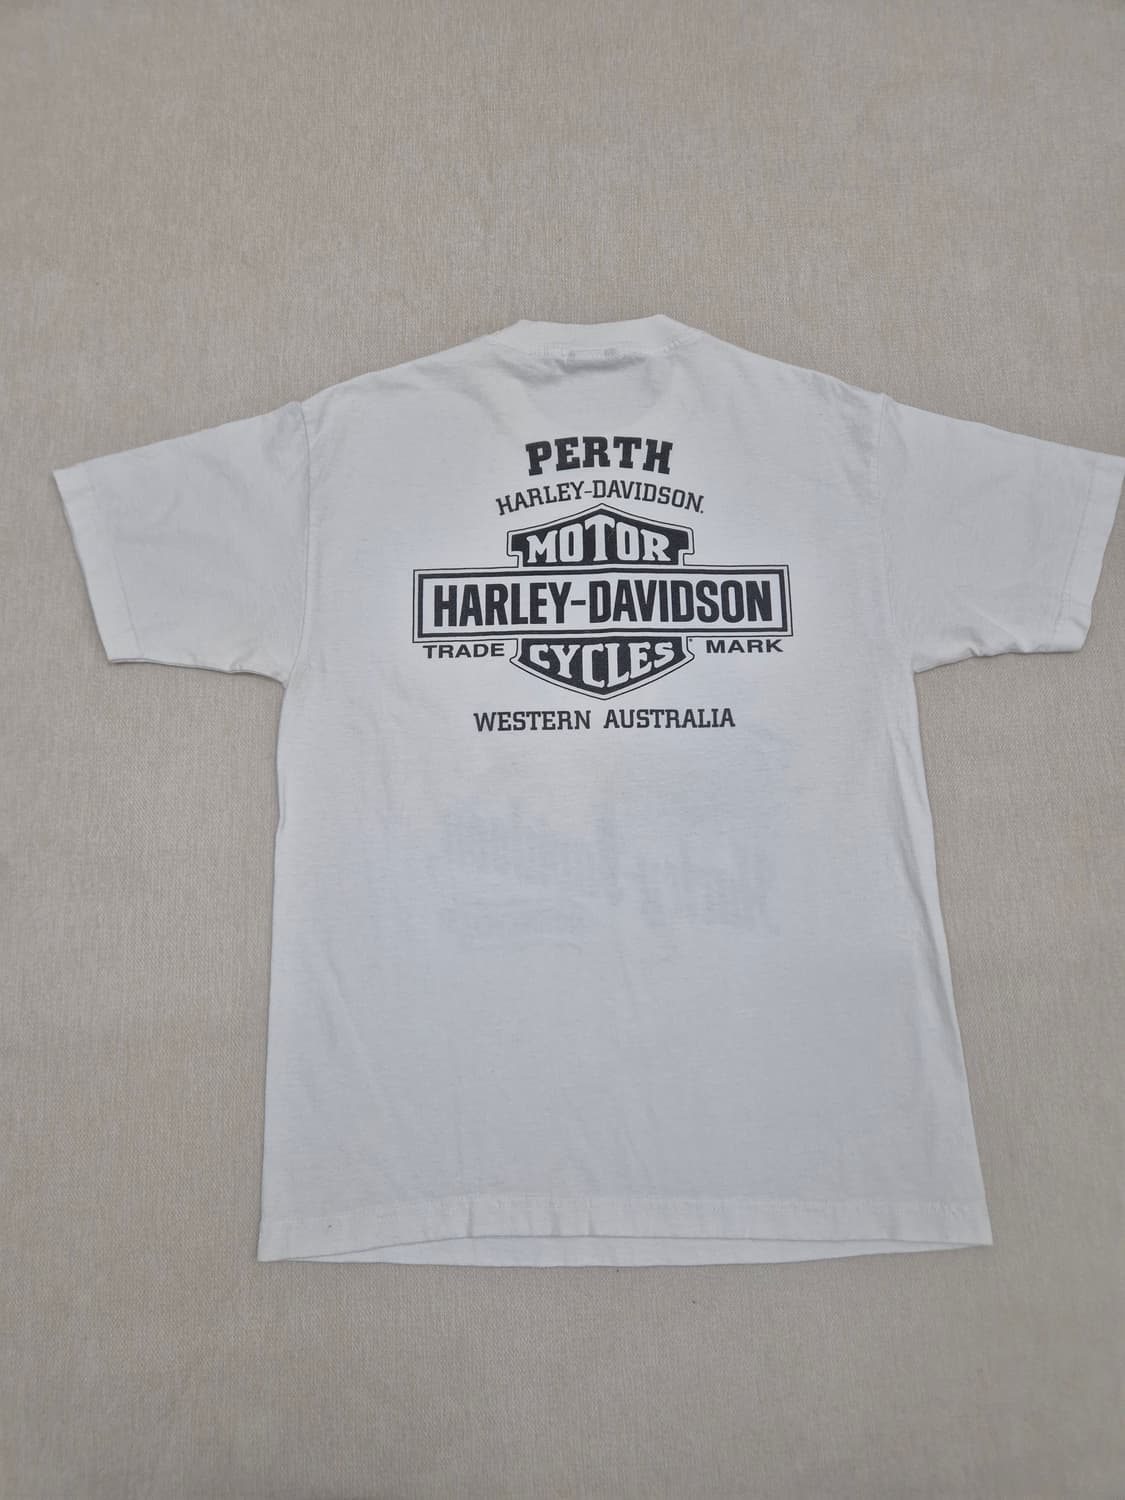 PERTH
HARLEY-DAVIDSON.
MOTOR
HARLEY-DAVIDSON
TRADE CYCLES MARK
WESTERN AUSTRALIA